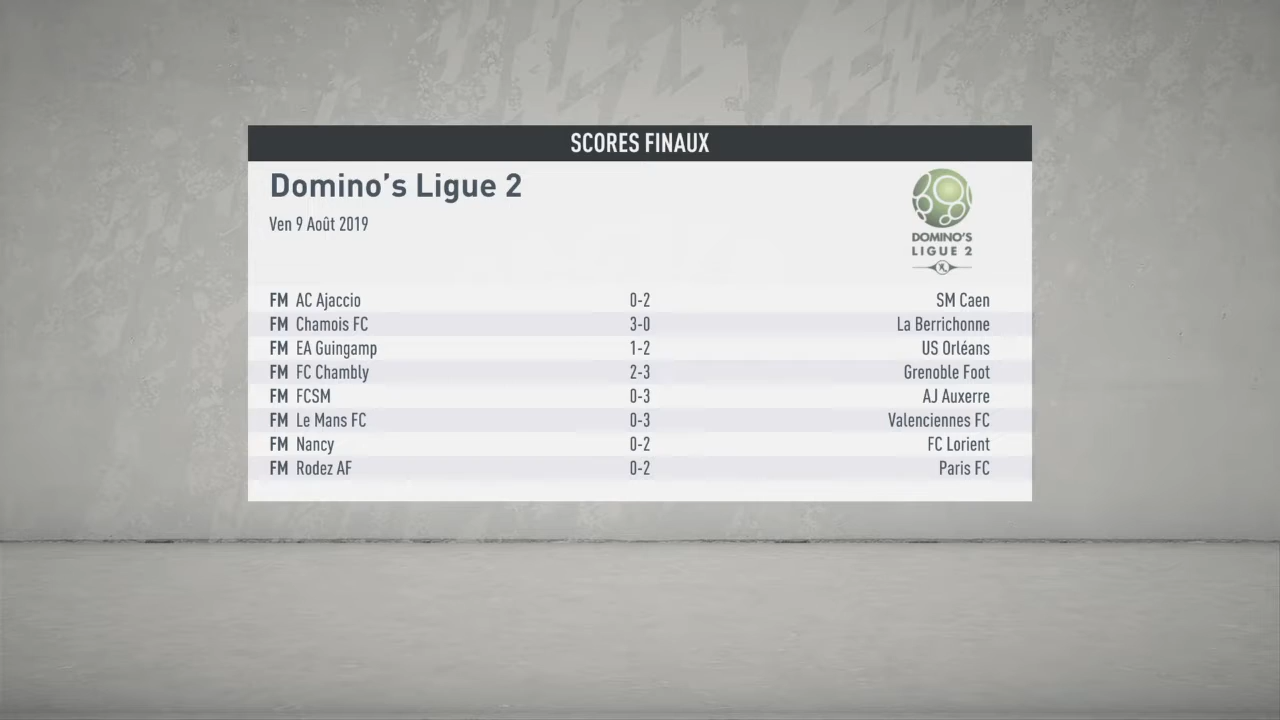 SCORES FINAUX
Domino's Ligue 2
Ven 9 Août 2019
DOMINO'S
LIGUE 2
FM AC Ajaccio 0-2 SM Caen
FM Chamois FC 3-0 La Berrichonne
FM EA Guingamp 1-2 US Orléans
FM FC Chambly 2-3 Grenoble Foot
FM FCSM 0-3 AJ Auxerre
FM Le Mans FC 0-3 Valenciennes FC
FM Nancy 0-2 FC Lorient
FM Rodez AF 0-2 Paris FC